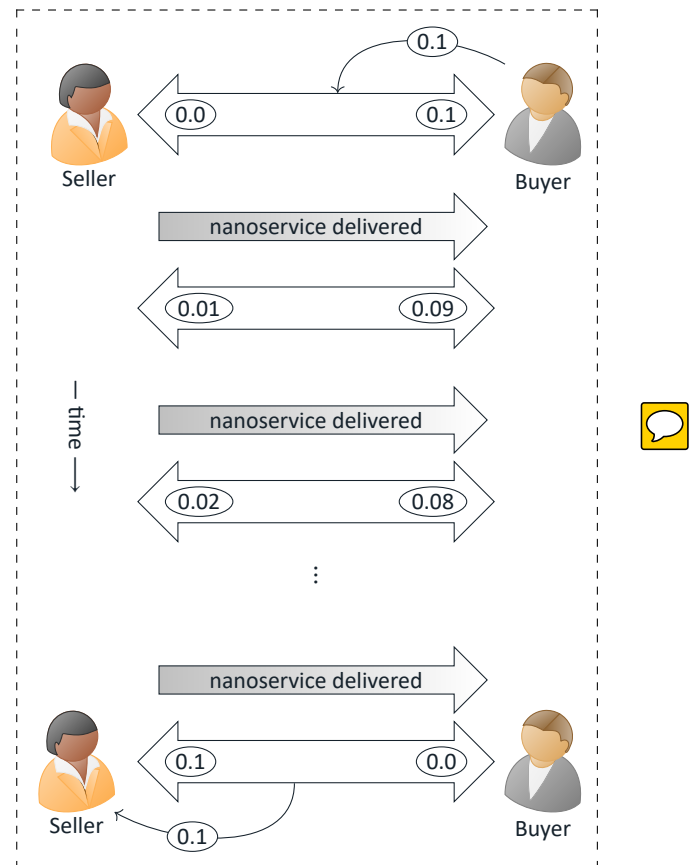 0.1
0.0 0.1
Seller Buyer
nanoservice delivered
0.01 0.09
— time →
nanoservice delivered
0.02 0.08
⋮
nanoservice delivered
0.1 0.0
Seller Buyer
0.1